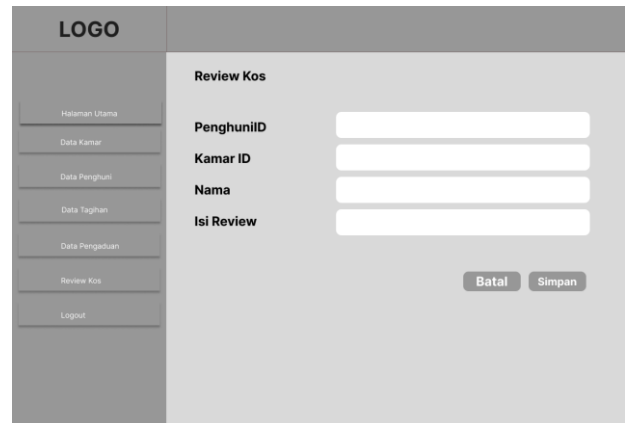 LOGO
Review Kos
Halaman Utama
Data Kamar
Data Penghuni
Data Tagihan
Data Pengaduan
Review Kos
Logout
PenghuniID
Kamar ID
Nama
Isi Review
Batal
Simpan